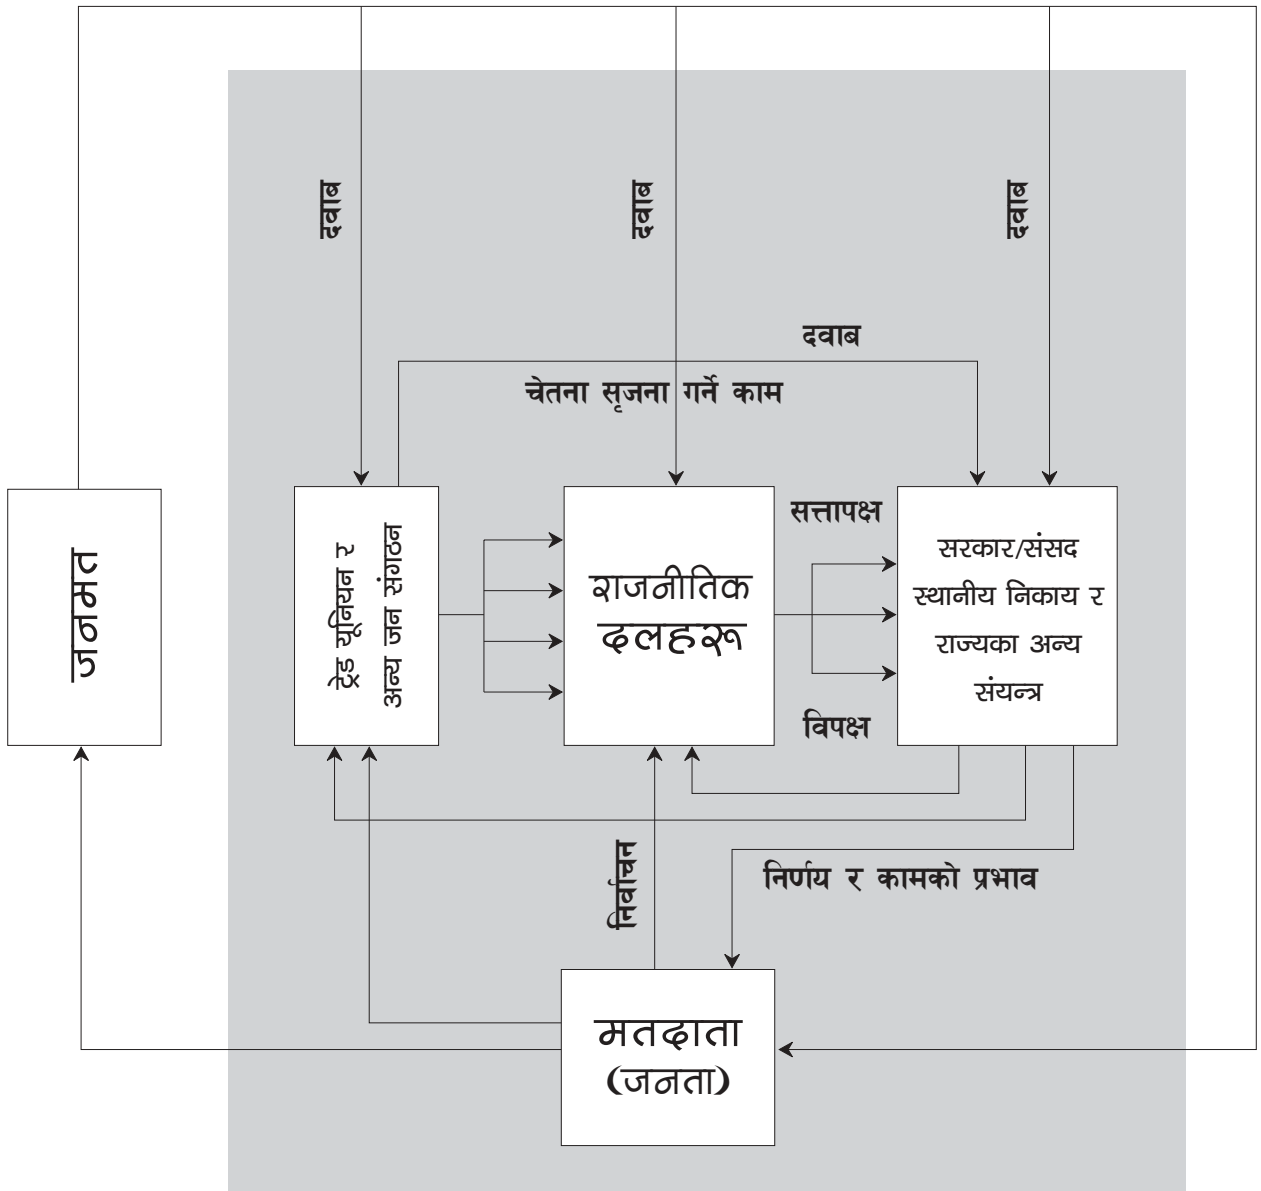 दवाब
दवाब
दवाब
दवाब
चेतना सृजना गर्ने काम
जनमत
ट्रेड यूनियन र
अन्य जन संगठन
राजनीतिक
दलहरू
सत्तापक्ष
विपक्ष
सरकार/संसद
स्थानीय निकाय र
राज्यका अन्य
संयन्त्र
निर्वाचन
निर्णय र कामको प्रभाव
मतदाता
(जनता)